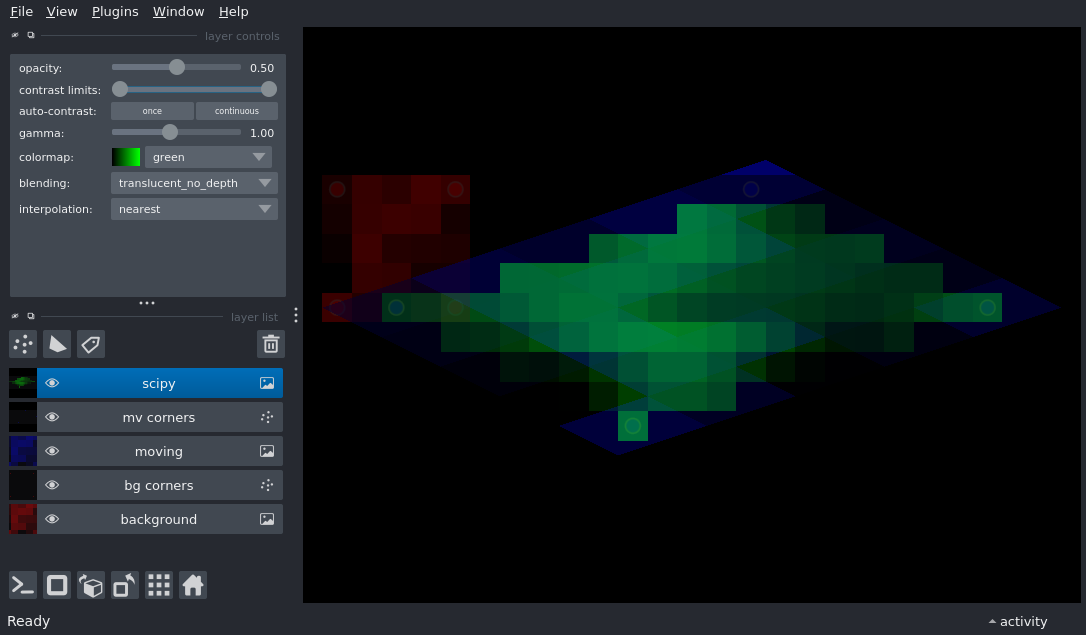 File View Plugins Window Help
layer controls
opacity: 0.50
contrast limits:
auto-contrast: once continuous
gamma: 1.00
colormap: green
blending: translucent_no_depth
interpolation: nearest
layer list
scipy
mv corners
moving
bg corners
background
Ready
activity